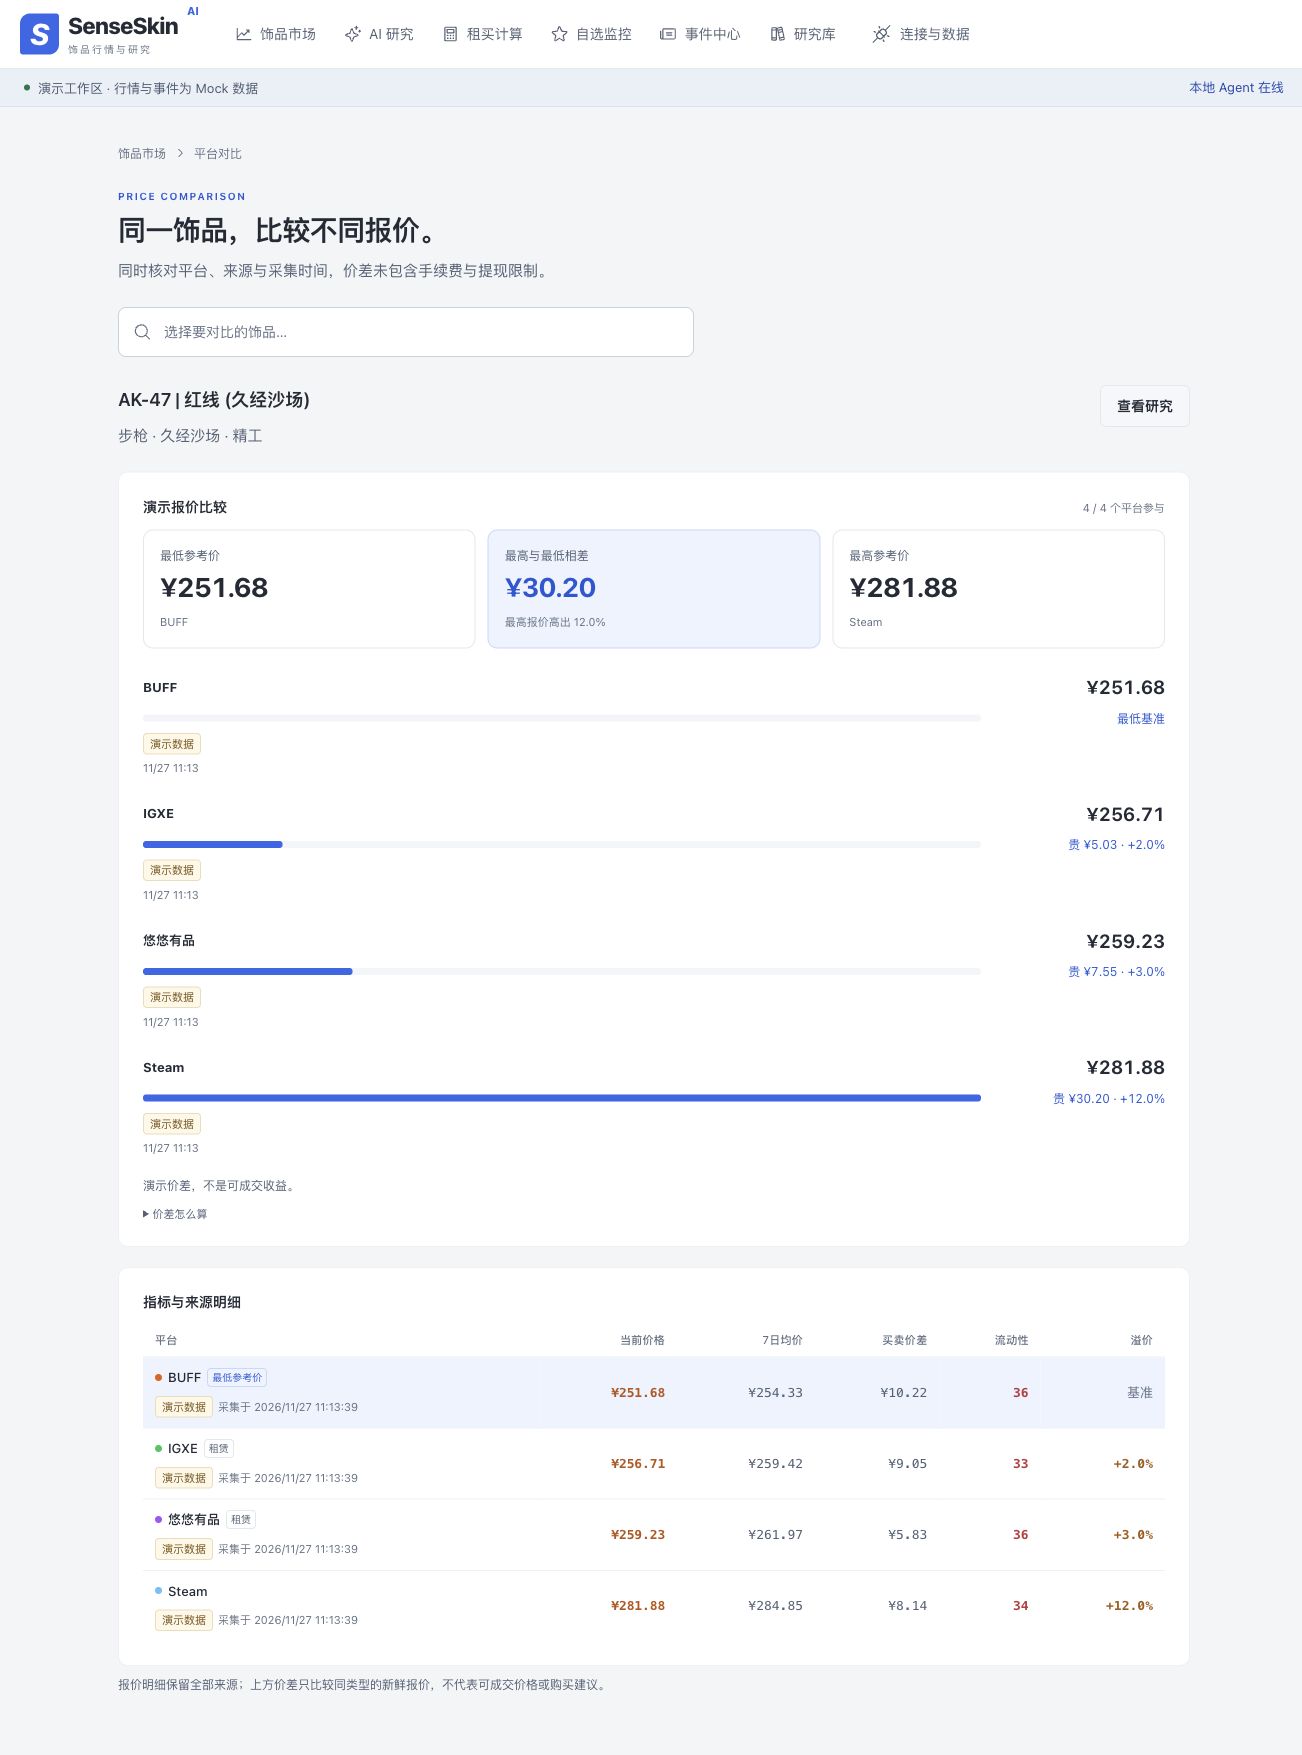 S SenseSkin AI
饰品行情与研究
饰品市场 AI 研究 租买计算 自选监控 事件中心 研究库 连接与数据
演示工作区 · 行情与事件为 Mock 数据 本地 Agent 在线
饰品市场 > 平台对比
PRICE COMPARISON
同一饰品，比较不同报价。
同时核对平台、来源与采集时间，价差未包含手续费与提现限制。
选择要对比的饰品...
AK-47 | 红线 (久经沙场) 查看研究
步枪 · 久经沙场 · 精工
演示报价比较 4 / 4 个平台参与
最低参考价 最高与最低相差 最高参考价
¥251.68 ¥30.20 ¥281.88
BUFF 最高报价高出 12.0% Steam
BUFF ¥251.68
最低基准
演示数据
11/27 11:13
IGXE ¥256.71
贵 ¥5.03 · +2.0%
演示数据
11/27 11:13
悠悠有品 ¥259.23
贵 ¥7.55 · +3.0%
演示数据
11/27 11:13
Steam ¥281.88
贵 ¥30.20 · +12.0%
演示数据
11/27 11:13
演示价差，不是可成交收益。
价差怎么算
指标与来源明细
平台 当前价格 7日均价 买卖价差 流动性 溢价
BUFF 最低参考价 ¥251.68 ¥254.33 ¥10.22 36 基准
演示数据 采集于 2026/11/27 11:13:39
IGXE 租赁 ¥256.71 ¥259.42 ¥9.05 33 +2.0%
演示数据 采集于 2026/11/27 11:13:39
悠悠有品 租赁 ¥259.23 ¥261.97 ¥5.83 36 +3.0%
演示数据 采集于 2026/11/27 11:13:39
Steam ¥281.88 ¥284.85 ¥8.14 34 +12.0%
演示数据 采集于 2026/11/27 11:13:39
报价明细保留全部来源；上方价差只比较同类型的新鲜报价，不代表可成交价格或购买建议。